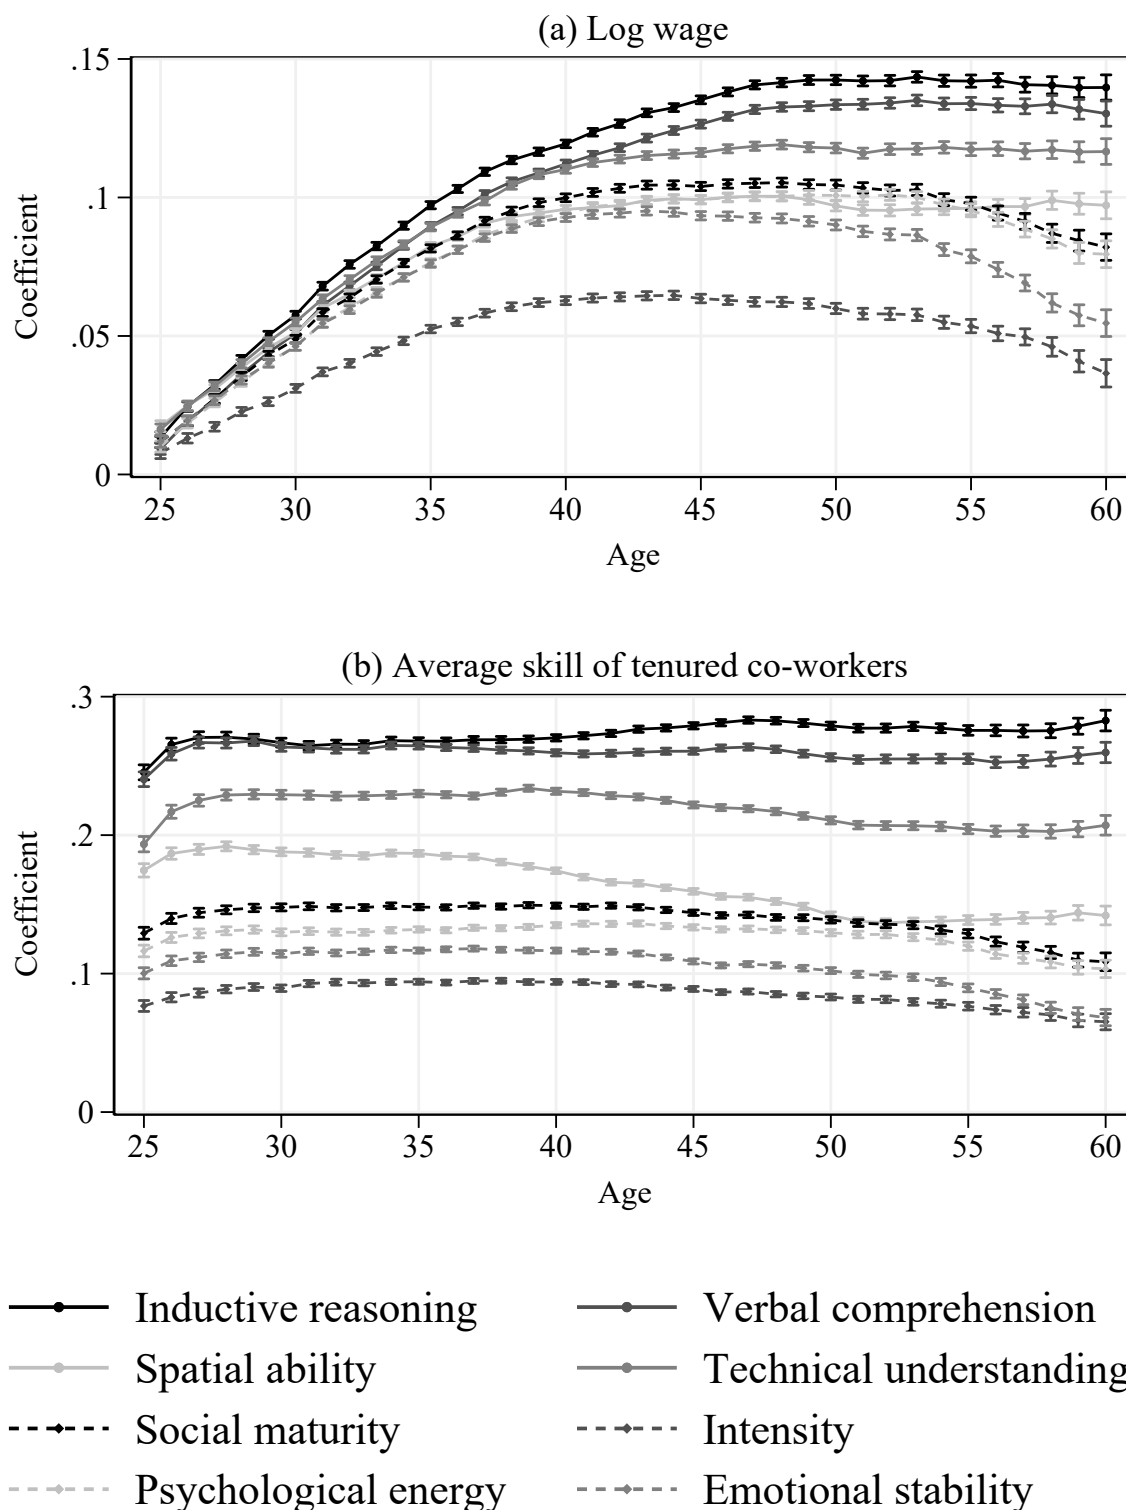 (a) Log wage
.15
.1
.05
0
Coefficient
25 30 35 40 45 50 55 60
Age
(b) Average skill of tenured co-workers
.3
.2
.1
0
Coefficient
25 30 35 40 45 50 55 60
Age
Inductive reasoning Verbal comprehension
Spatial ability Technical understanding
Social maturity Intensity
Psychological energy Emotional stability